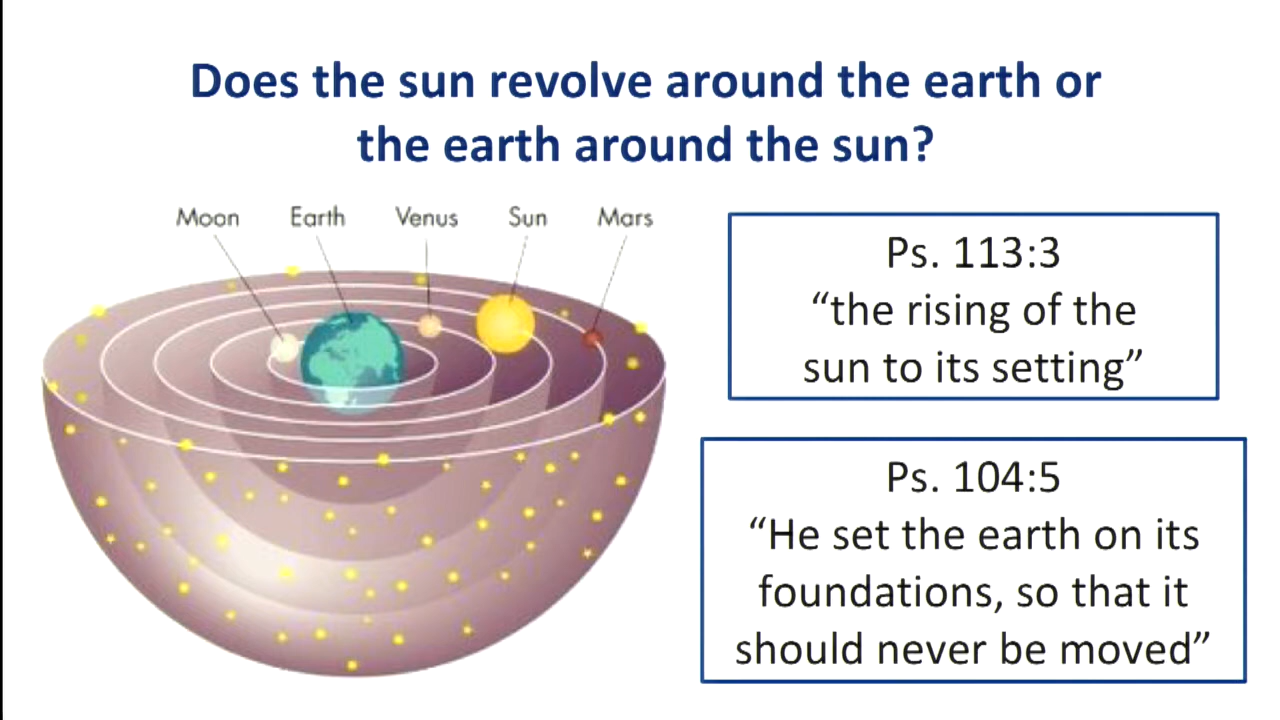 Does the sun revolve around the earth or
the earth around the sun?
Moon Earth Venus Sun Mars
Ps. 113:3
“the rising of the
sun to its setting”
Ps. 104:5
“He set the earth on its
foundations, so that it
should never be moved”